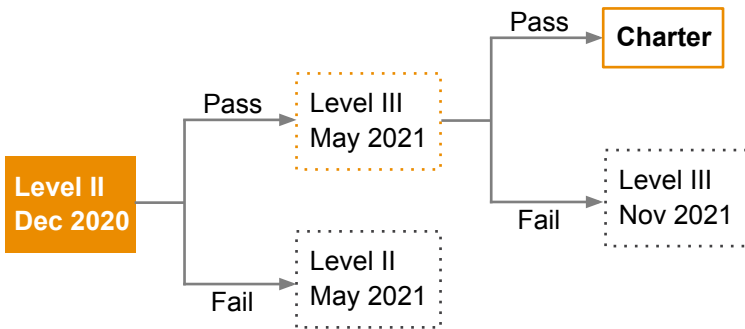 Level II
Dec 2020
Pass
Level III
May 2021
Pass
Charter
Fail
Level III
Nov 2021
Fail
Level II
May 2021